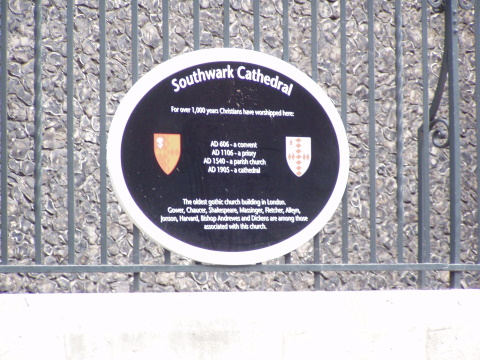 Southwark Cathedral
For over 1,000 years Christians have worshipped here:
AD 606 - a convent
AD 1106 - a priory
AD 1540 - a parish church
AD 1905 - a cathedral
The oldest gothic church building in London.
Gower, Chaucer, Shakespeare, Massinger, Fletcher, Alleyn,
Jonson, Harvard, Bishop Andrewes and Dickens are among those
associated with this church.